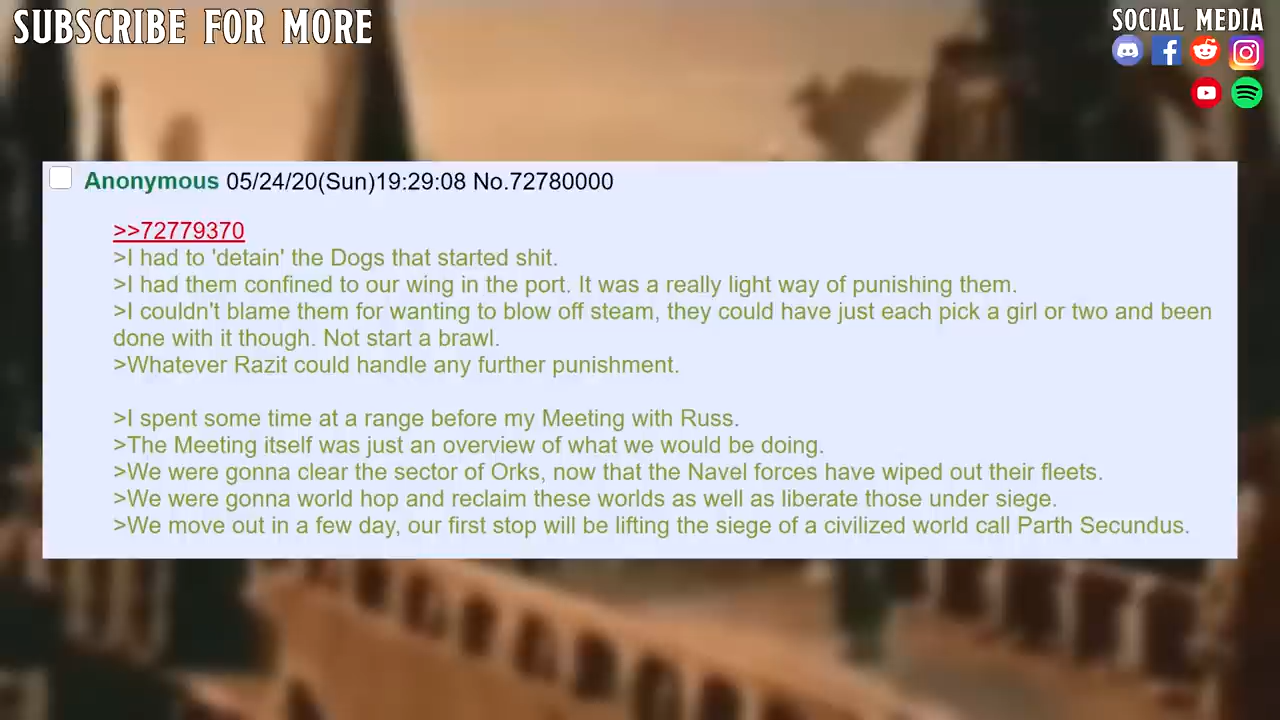 SUBSCRIBE FOR MORE
SOCIAL MEDIA
Anonymous 05/24/20(Sun)19:29:08 No.72780000
>>72779370
>I had to 'detain' the Dogs that started shit.
>I had them confined to our wing in the port. It was a really light way of punishing them.
>I couldn't blame them for wanting to blow off steam, they could have just each pick a girl or two and been
done with it though. Not start a brawl.
>Whatever Razit could handle any further punishment.
>I spent some time at a range before my Meeting with Russ.
>The Meeting itself was just an overview of what we would be doing.
>We were gonna clear the sector of Orks, now that the Navel forces have wiped out their fleets.
>We were gonna world hop and reclaim these worlds as well as liberate those under siege.
>We move out in a few day, our first stop will be lifting the siege of a civilized world call Parth Secundus.